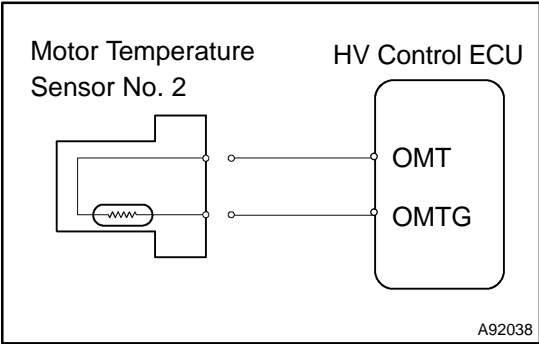 Motor Temperature
Sensor No. 2
HV Control ECU
OMT
OMTG
A92038